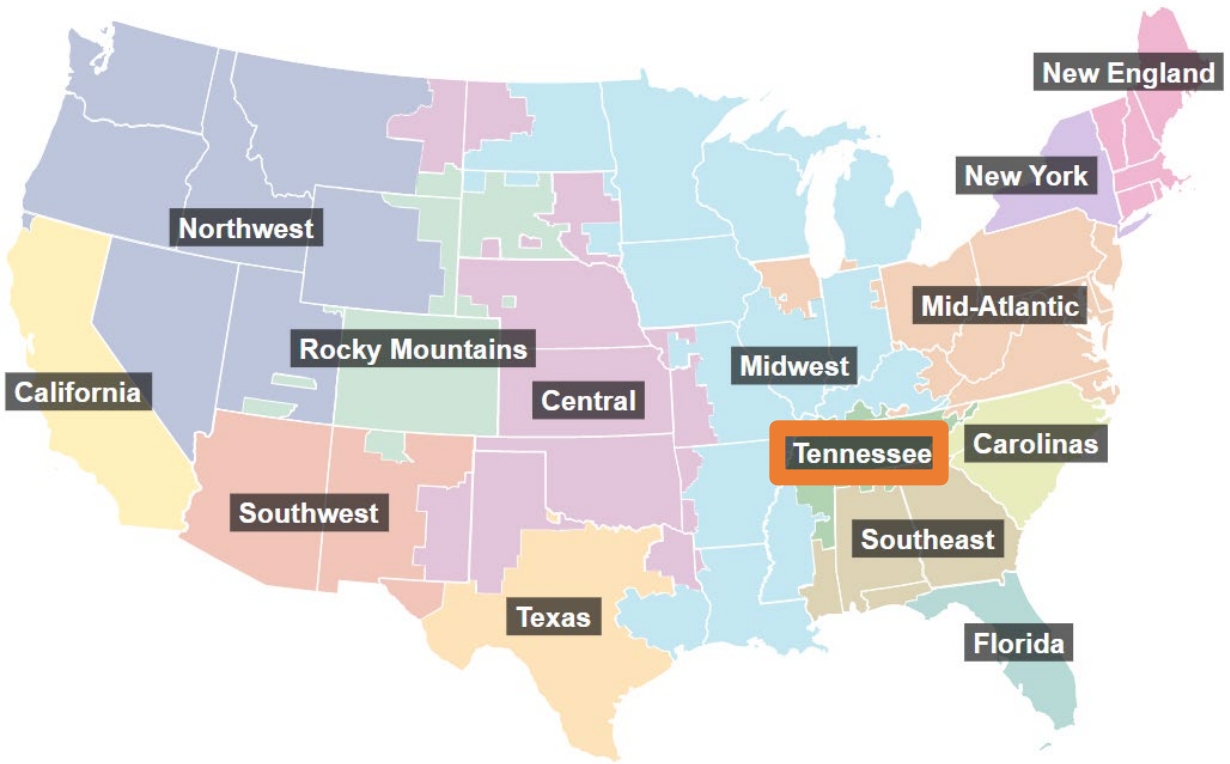 New England
New York
Northwest
Mid-Atlantic
Rocky Mountains
Midwest
California
Central
Tennessee
Carolinas
Southwest
Southeast
Texas
Florida